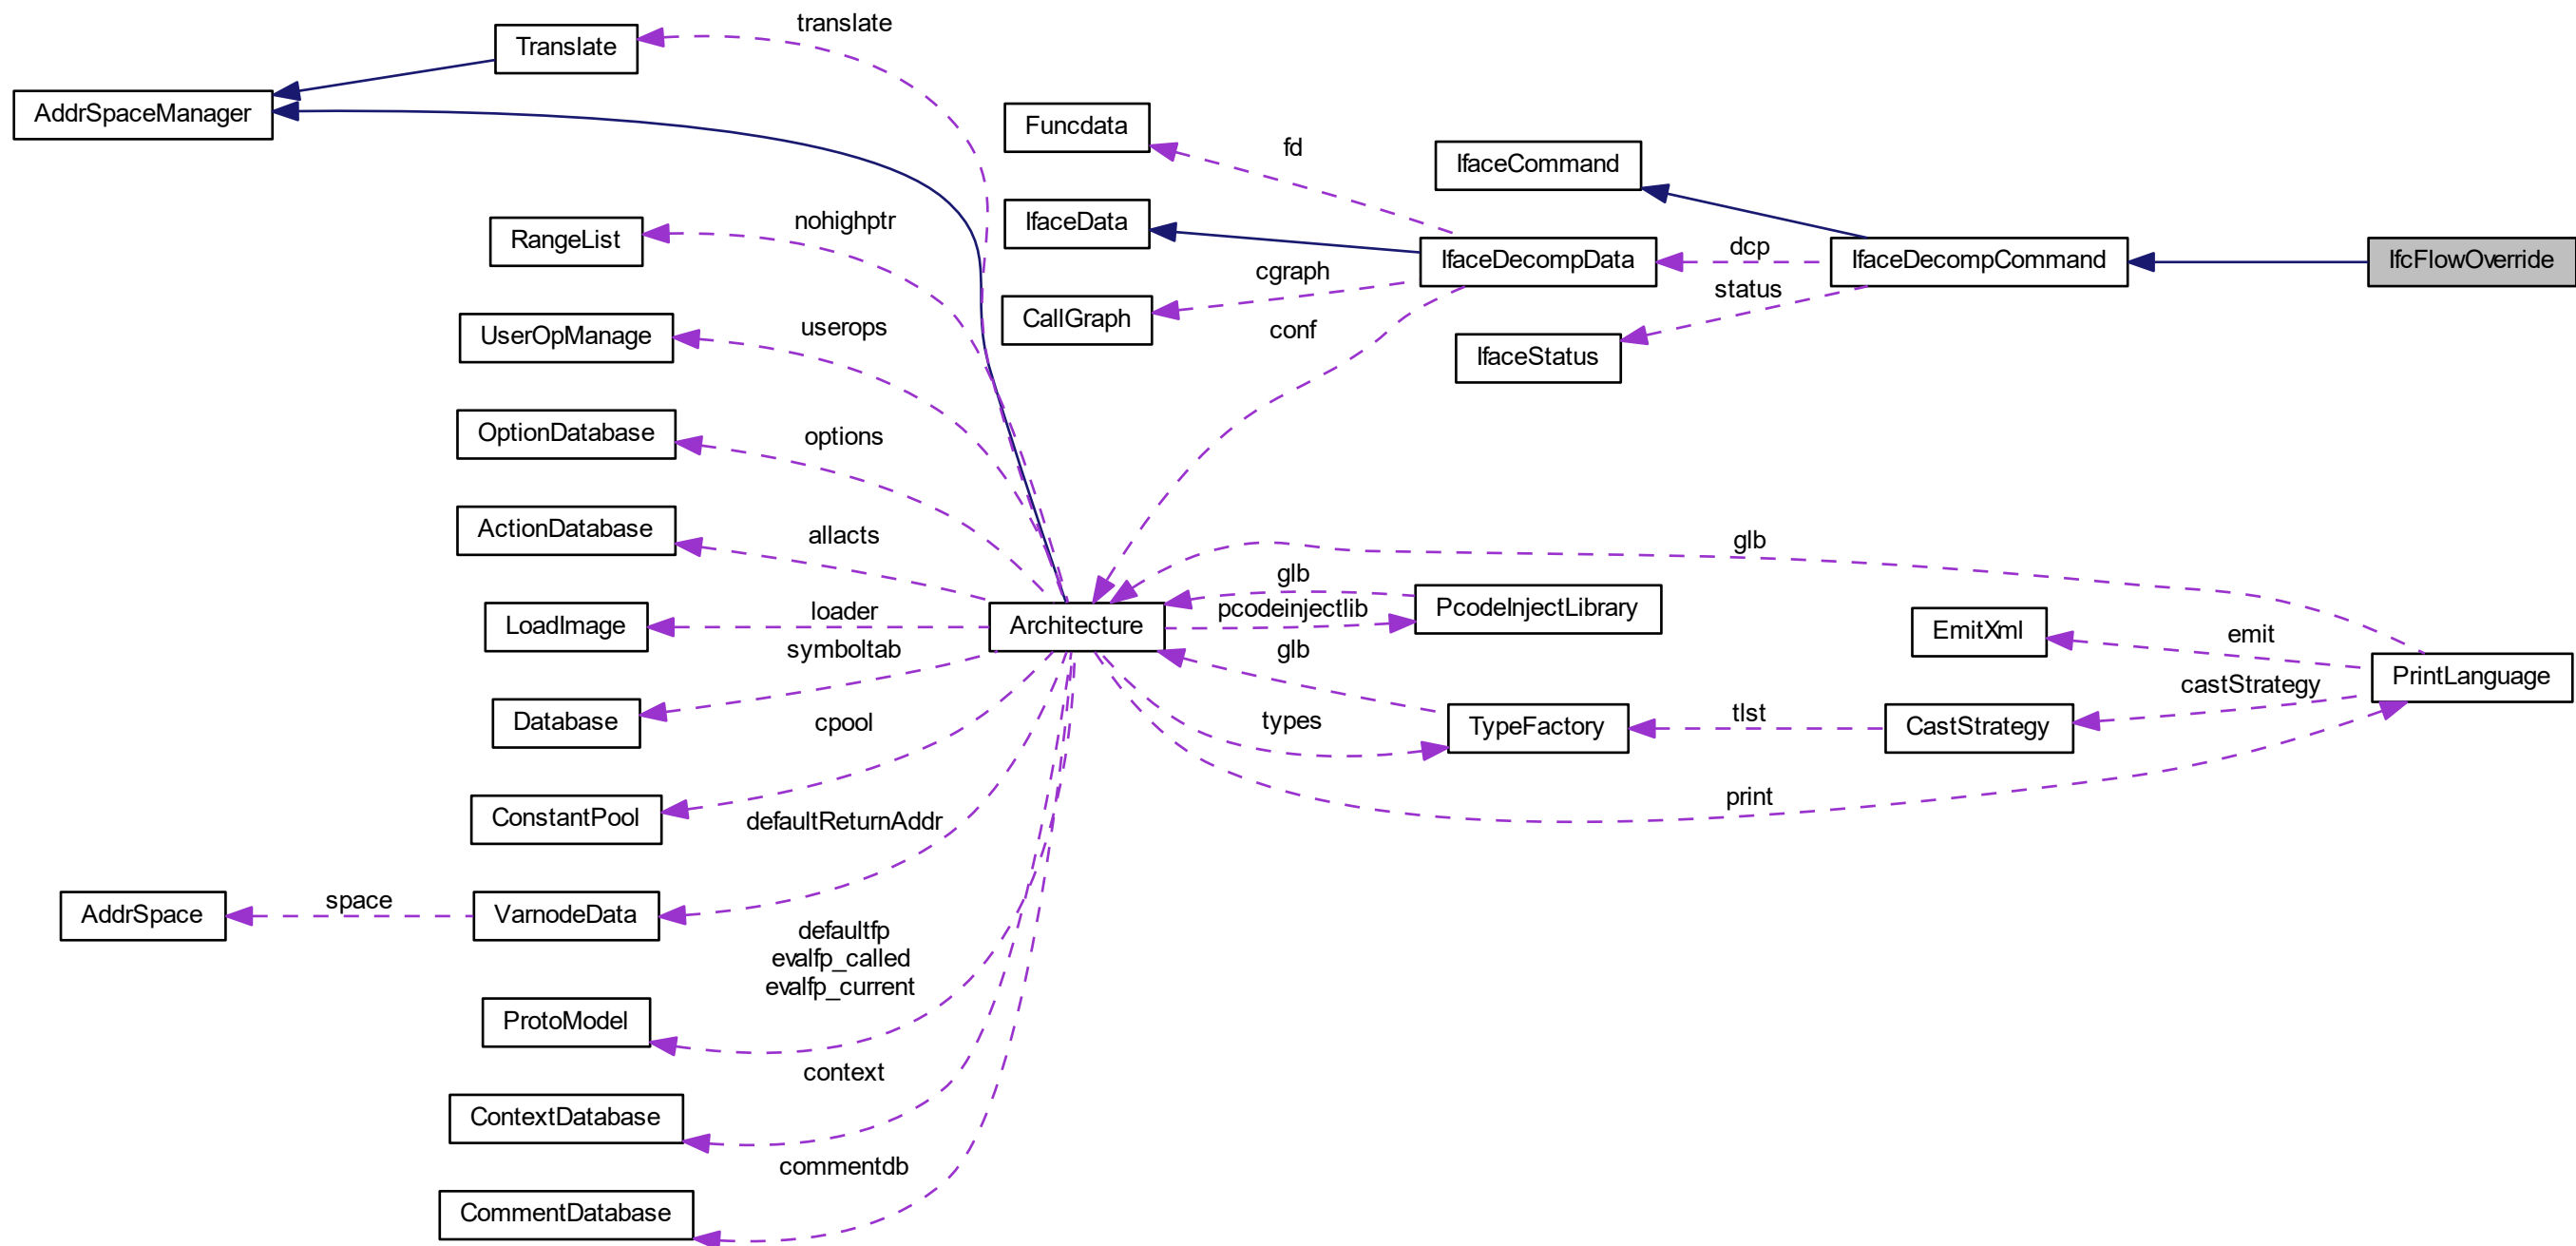 translate
Translate
AddrSpaceManager
Funcdata
fd
IfaceCommand
nohighptr
RangeList
IfaceData
IfaceDecompData
dcp
IfaceDecompCommand
IfcFlowOverride
cgraph
status
CallGraph
conf
userops
UserOpManage
IfaceStatus
options
OptionDatabase
allacts
ActionDatabase
glb
glb
loader
LoadImage
Architecture
pcodeinjectlib
PcodeInjectLibrary
EmitXml
emit
symboltab
glb
castStrategy
PrintLanguage
Database
cpool
types
TypeFactory
tlst
CastStrategy
print
ConstantPool
defaultReturnAddr
AddrSpace
space
VarnodeData
defaultfp
evalfp_called
evalfp_current
ProtoModel
context
ContextDatabase
commentdb
CommentDatabase